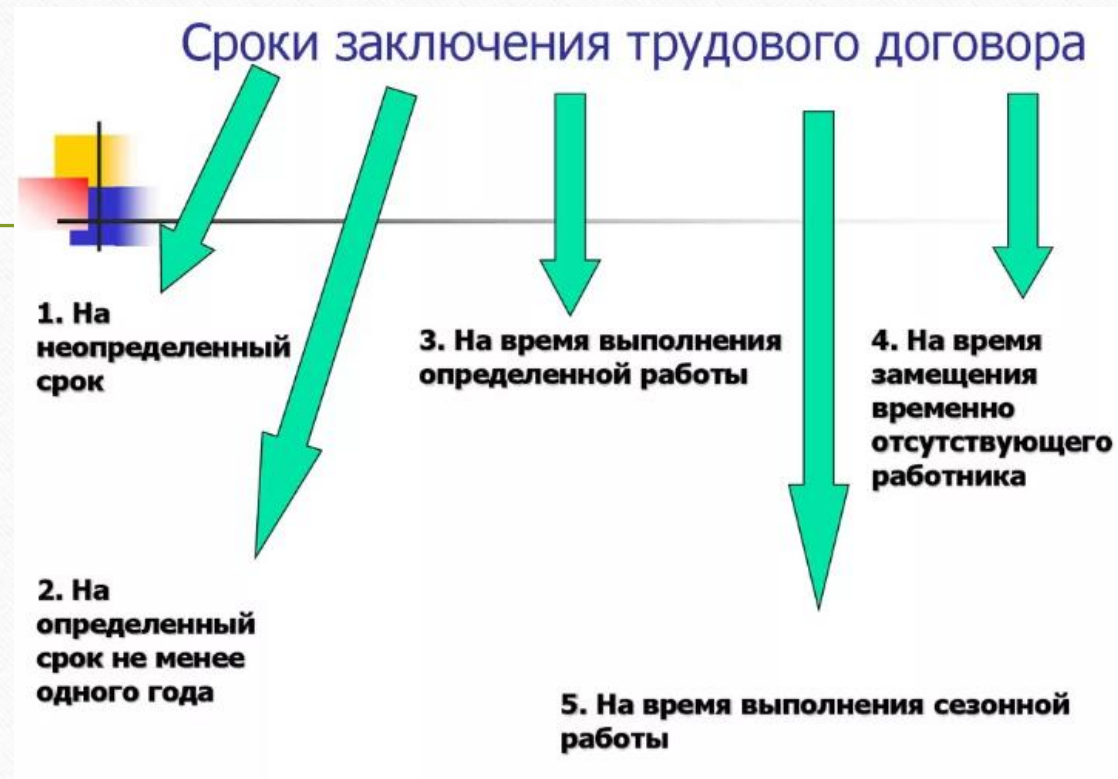 Сроки заключения трудового договора
1. На
неопределенный
срок
2. На
определенный
срок не менее
одного года
3. На время выполнения
определенной работы
4. На время
замещения
временно
отсутствующего
работника
5. На время выполнения сезонной
работы